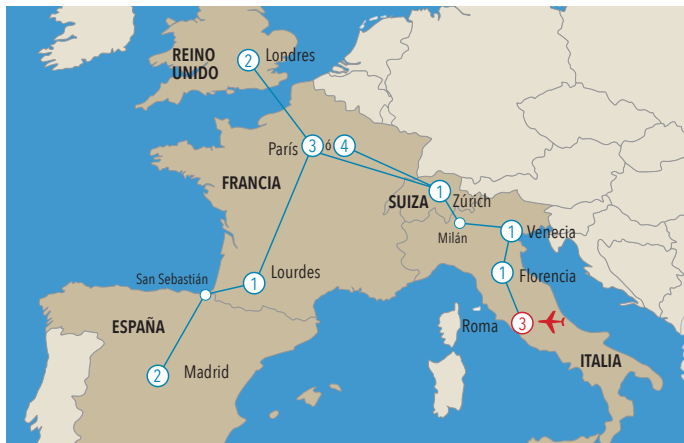 REINO
UNIDO
2
Londres
París
3
ó
4
FRANCIA
SUIZA
1
Zúrich
Milán
1
Venecia
1
Florencia
San Sebastián
Lourdes
1
ESPAÑA
Roma
3
ITALIA
2
Madrid